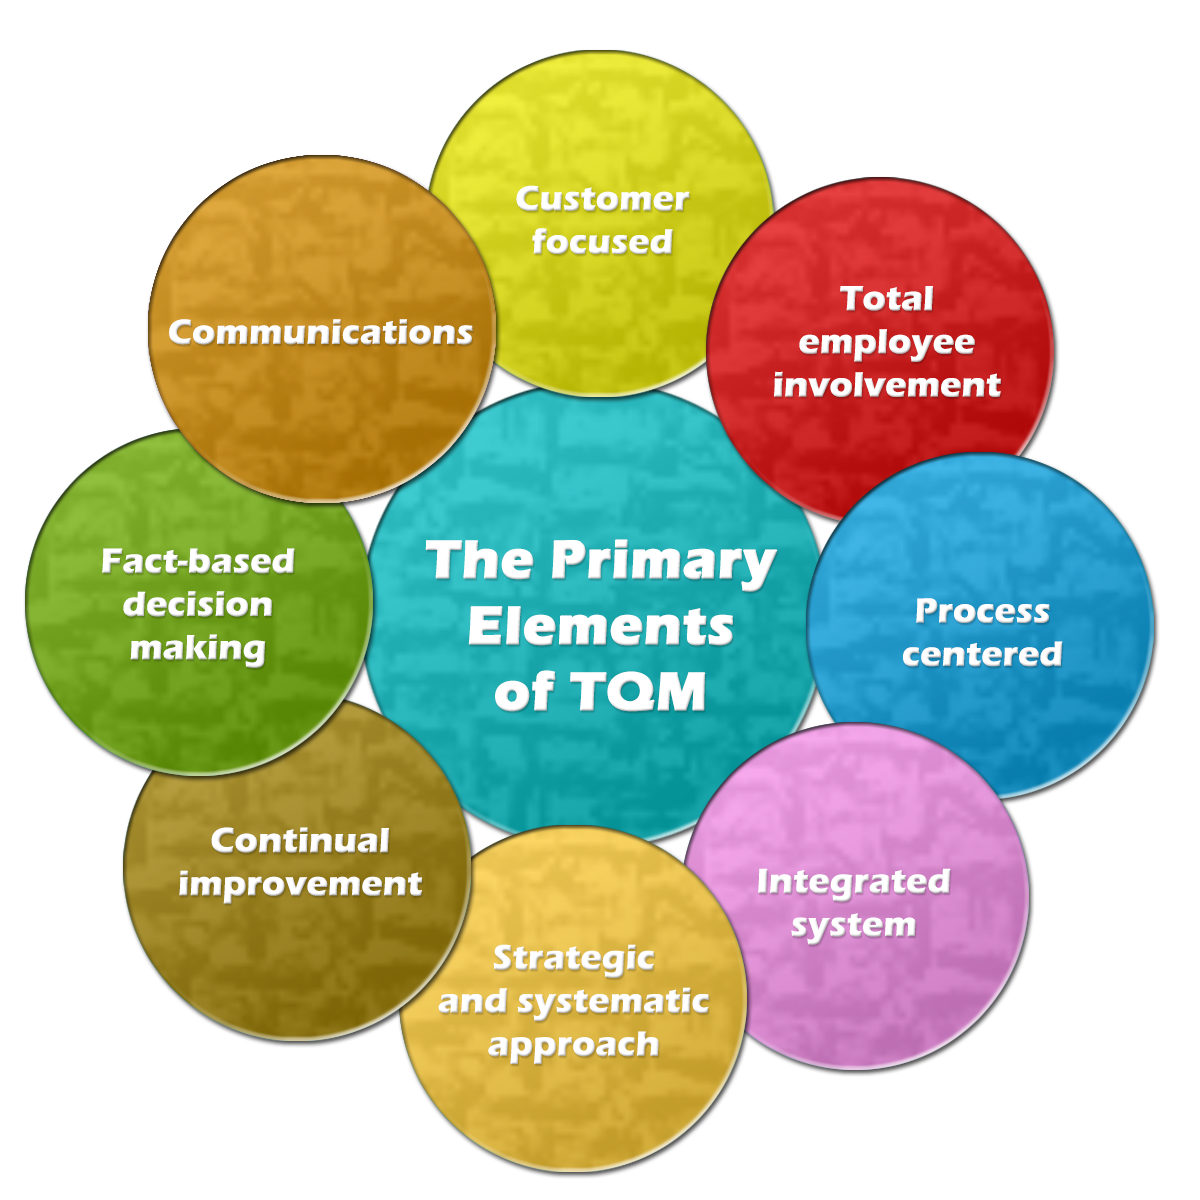 Customer
focused
Total
employee
involvement
Communications
The Primary
Elements
of TQM
Fact-based
decision
making
Process
centered
Continual
improvement
Integrated
system
Strategic
and systematic
approach